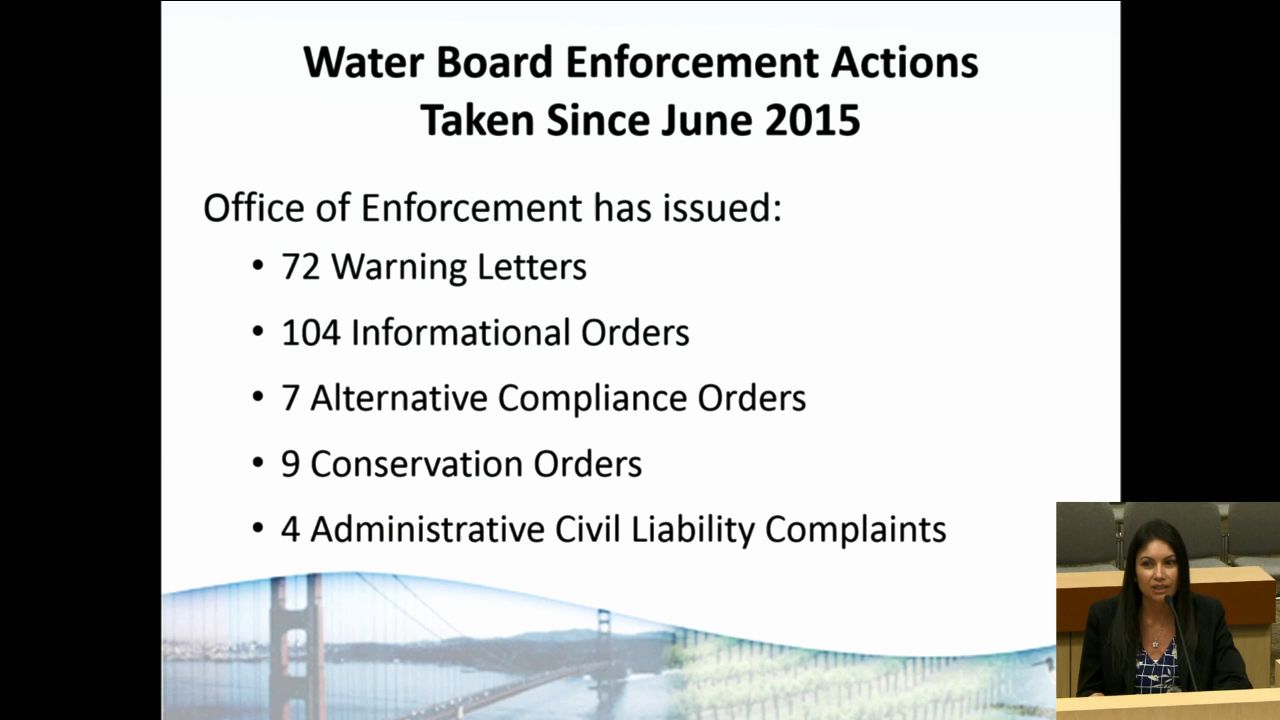 Water Board Enforcement Actions
Taken Since June 2015
Office of Enforcement has issued:
• 72 Warning Letters
• 104 Informational Orders
• 7 Alternative Compliance Orders
• 9 Conservation Orders
• 4 Administrative Civil Liability Complaints